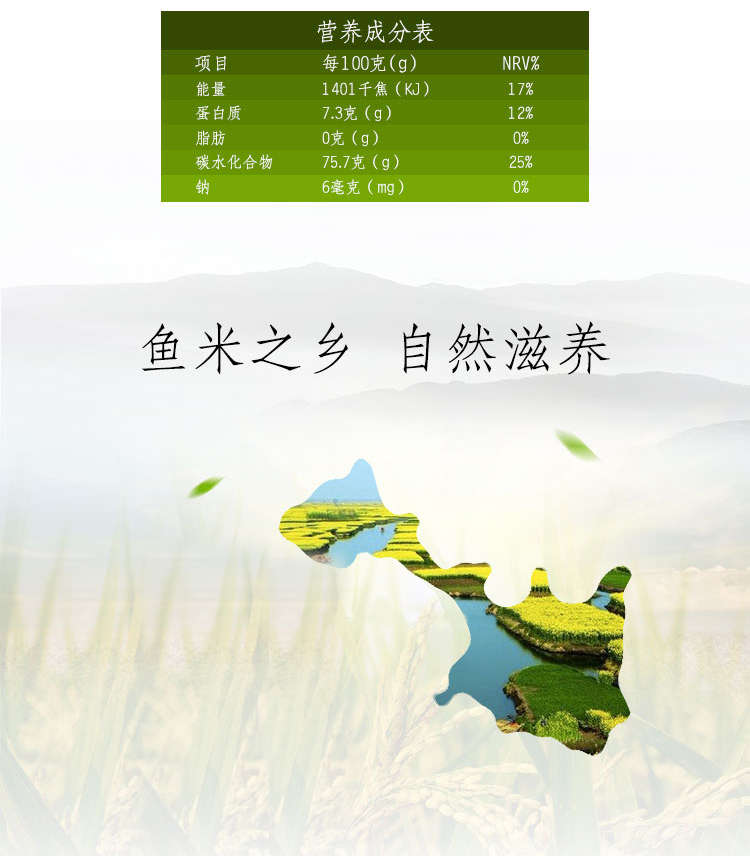 营养成分表
项目 每100克(g) NRV%
能量 1401千焦(KJ) 17%
蛋白质 7.3克(g) 12%
脂肪 0克(g) 0%
碳水化合物 75.7克(g) 25%
钠 6毫克(mg) 0%
鱼米之乡 自然滋养